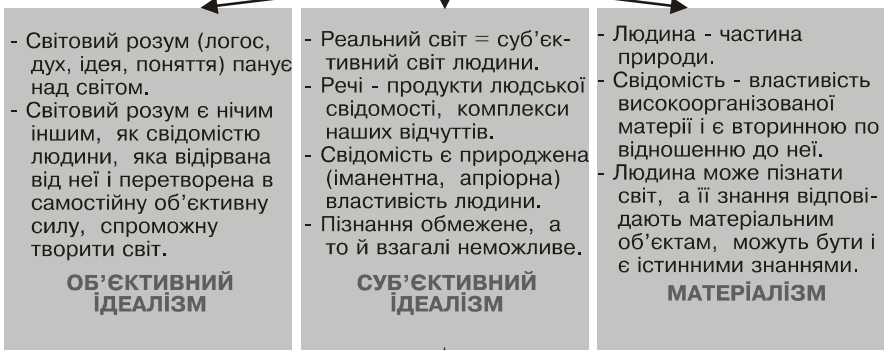 - Світовий розум (логос,
дух, ідея, поняття) панує
над світом.
- Світовий розум є нічим
іншим, як свідомістю
людини, яка відірвана
від неї і перетворена в
самостійну об’єктивну
силу, спроможну
творити світ.
ОБ’ЄКТИВНИЙ
ІДЕАЛІЗМ
- Реальний світ = суб’єк-
тивний світ людини.
- Речі - продукти людської
свідомості, комплекси
наших відчуттів.
- Свідомість є природжена
(іманентна, апріорна)
властивість людини.
- Пізнання обмежене, а
то й взагалі неможливе.
СУБ’ЄКТИВНИЙ
ІДЕАЛІЗМ
- Людина - частина
природи.
- Свідомість - властивість
високоорганізованої
матерії і є вторинною по
відношенню до неї.
- Людина може пізнати
світ, а її знання відпові-
дають матеріальним
об’єктам, можуть бути і
є істинними знаннями.
МАТЕРІАЛІЗМ